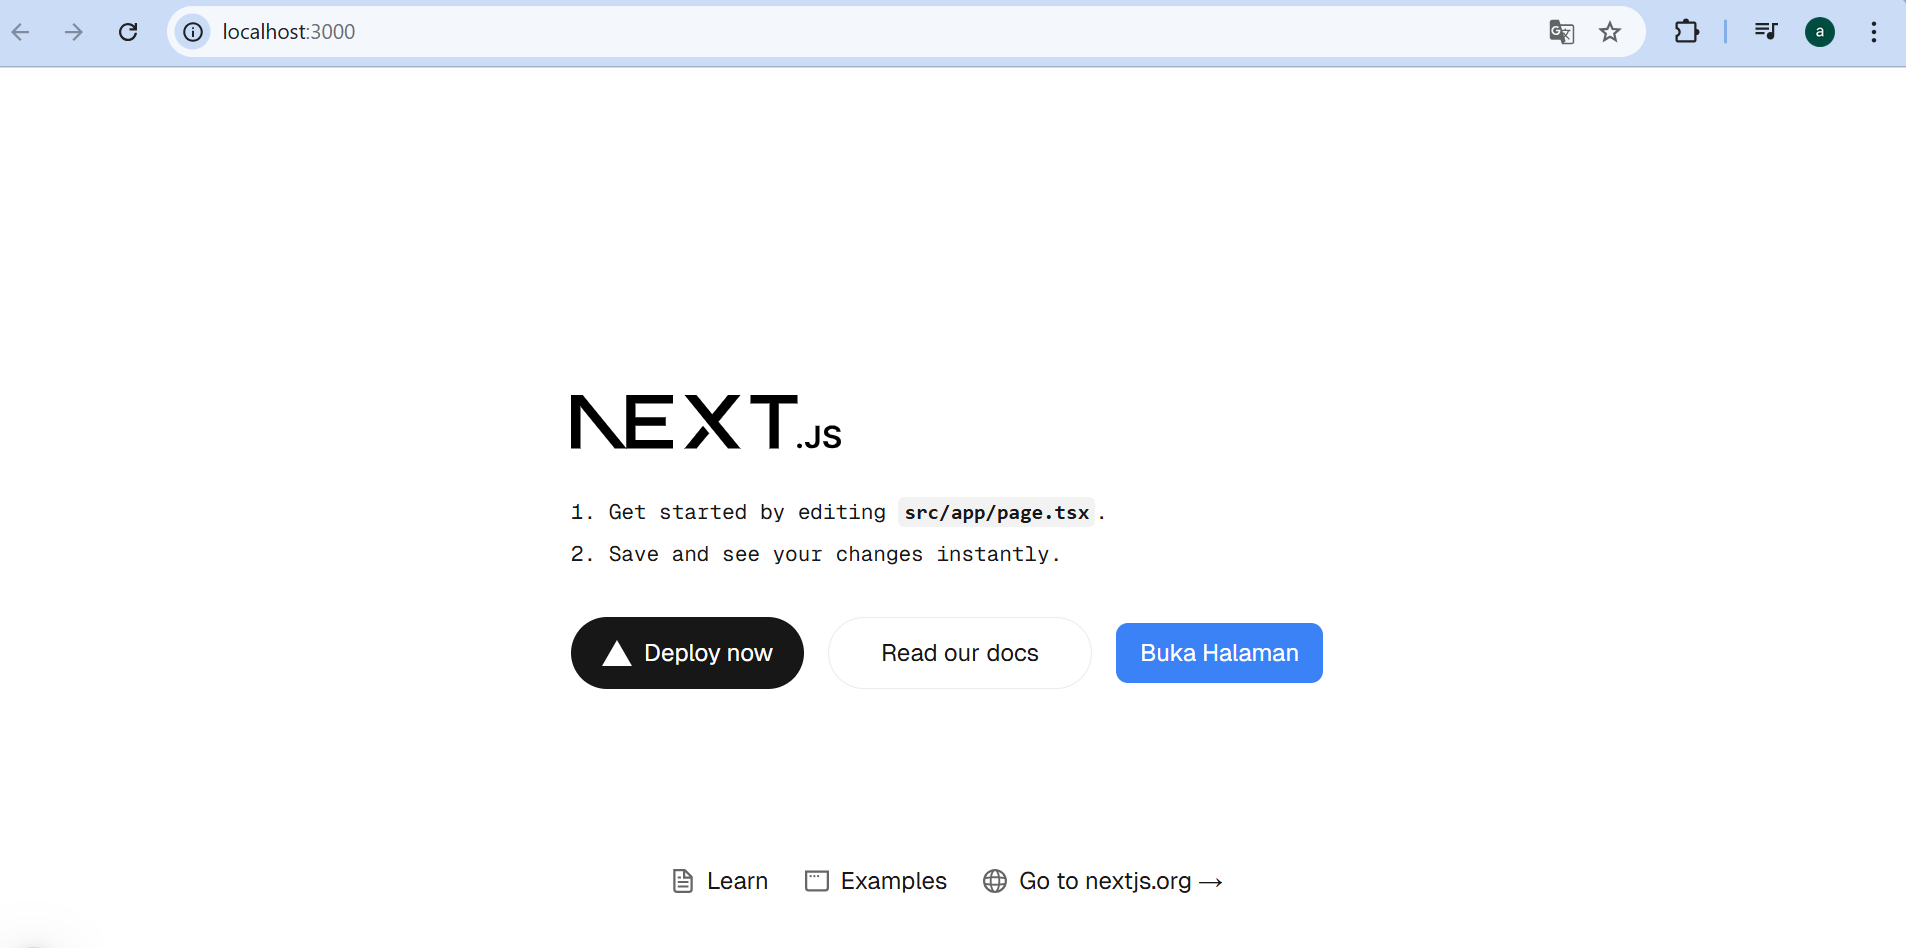 localhost:3000
a
NEXT.JS
1. Get started by editing src/app/page.tsx.
2. Save and see your changes instantly.
Deploy now
Read our docs
Buka Halaman
Learn
Examples
Go to nextjs.org →